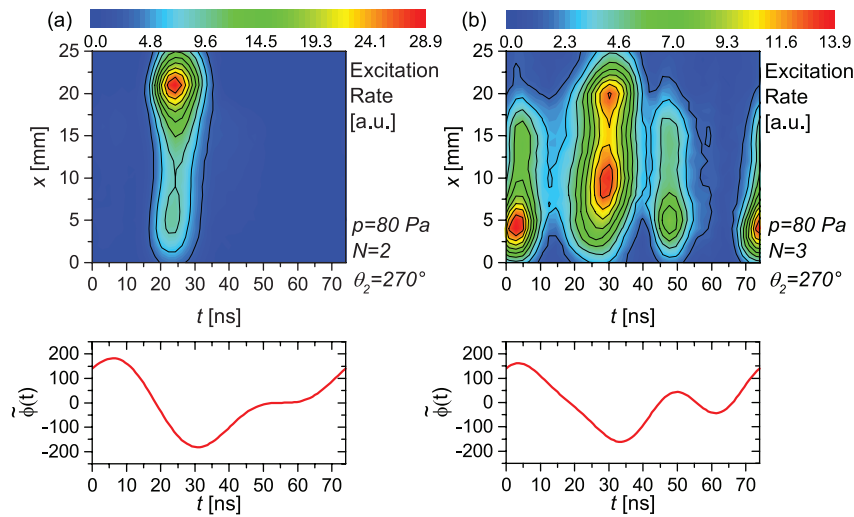 (a)
0.0 4.8 9.6 14.5 19.3 24.1 28.9
25
20
15
10
5
0
x [mm]
Excitation
Rate
[a.u.]
p=80 Pa
N=2
θ₂=270°
0 10 20 30 40 50 60 70
t [ns]
200
100
0
-100
-200
ϕ̃(t)
0 10 20 30 40 50 60 70
t [ns]
(b)
0.0 2.3 4.6 7.0 9.3 11.6 13.9
25
20
15
10
5
0
x [mm]
Excitation
Rate
[a.u.]
p=80 Pa
N=3
θ₂=270°
0 10 20 30 40 50 60 70
t [ns]
200
100
0
-100
-200
ϕ̃(t)
0 10 20 30 40 50 60 70
t [ns]